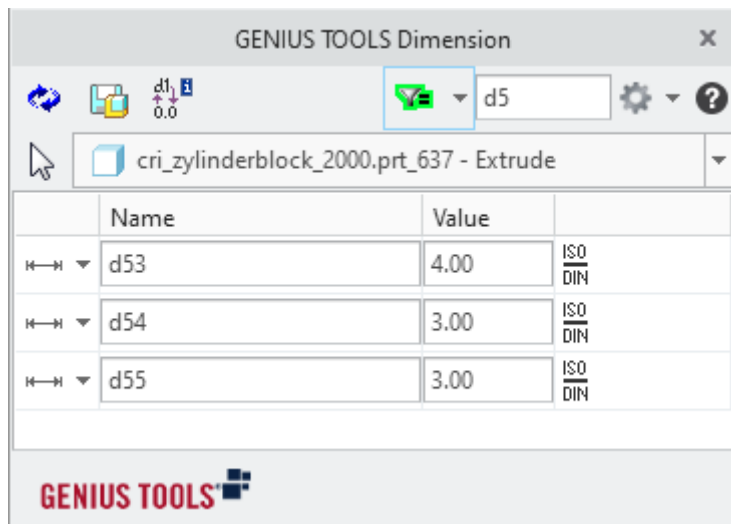 GENIUS TOOLS Dimension
d1 i
0.0
= d5 ?
cri_zylinderblock_2000.prt_637 - Extrude
Name Value
d53 4.00 ISO DIN
d54 3.00 ISO DIN
d55 3.00 ISO DIN
GENIUS TOOLS